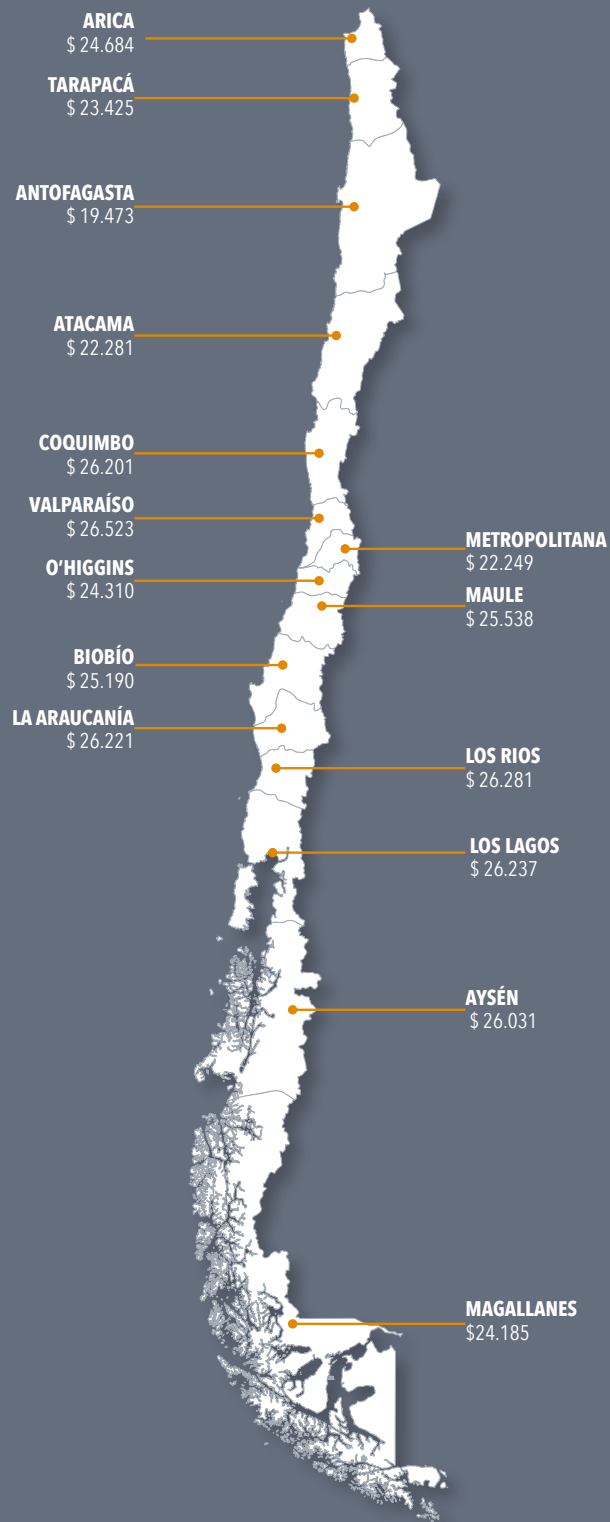 ARICA
$ 24.684
TARAPACÁ
$ 23.425
ANTOFAGASTA
$ 19.473
ATACAMA
$ 22.281
COQUIMBO
$ 26.201
VALPARAÍSO
$ 26.523
METROPOLITANA
$ 22.249
O’HIGGINS
$ 24.310
MAULE
$ 25.538
BIOBÍO
$ 25.190
LA ARAUCANÍA
$ 26.221
LOS RIOS
$ 26.281
LOS LAGOS
$ 26.237
AYSÉN
$ 26.031
MAGALLANES
$24.185